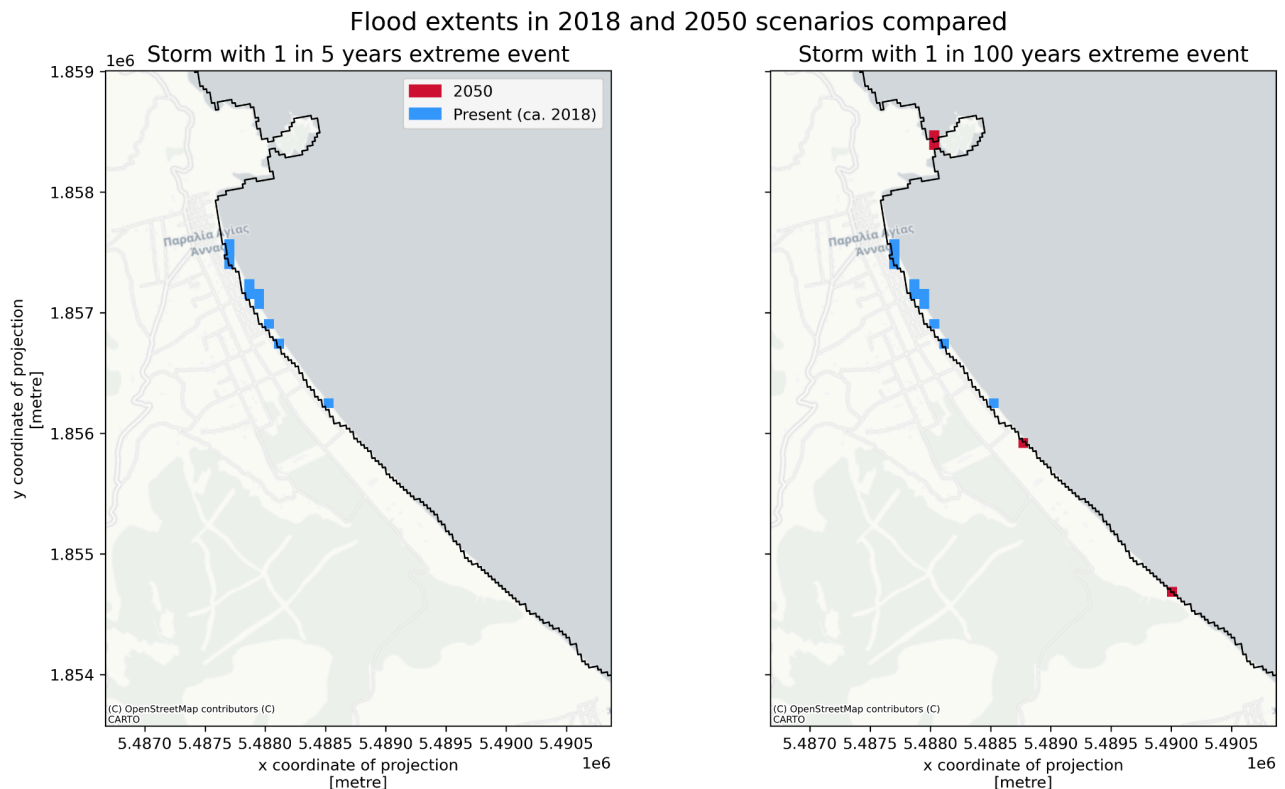 Flood extents in 2018 and 2050 scenarios compared
Storm with 1 in 5 years extreme event
1e6
1.859
1.858
1.857
1.856
1.855
1.854
y coordinate of projection
[metre]
2050
Present (ca. 2018)
Παραλία Αγίας
Άννας
(C) OpenStreetMap contributors (C)
CARTO
5.4870 5.4875 5.4880 5.4885 5.4890 5.4895 5.4900 5.4905
1e6
x coordinate of projection
[metre]
Storm with 1 in 100 years extreme event
Παραλία Αγίας
Άννας
(C) OpenStreetMap contributors (C)
CARTO
5.4870 5.4875 5.4880 5.4885 5.4890 5.4895 5.4900 5.4905
1e6
x coordinate of projection
[metre]